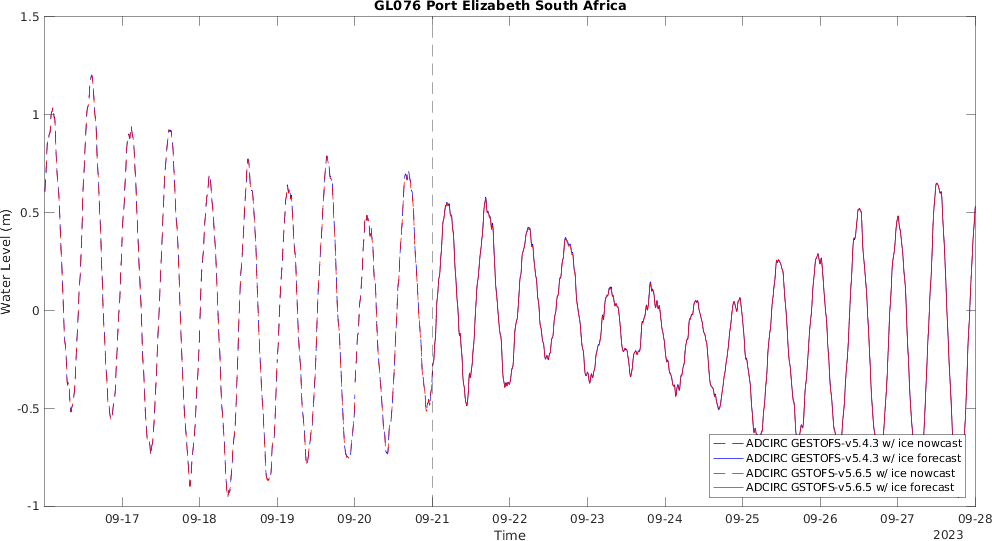 GL076 Port Elizabeth South Africa
1.5
1
0.5
0
-0.5
-1
Water Level (m)
09-17 09-18 09-19 09-20 09-21 09-22 09-23 09-24 09-25 09-26 09-27 09-28
Time
2023
ADCIRC GESTOFS-v5.4.3 w/ ice nowcast
ADCIRC GESTOFS-v5.4.3 w/ ice forecast
ADCIRC GSTOFS-v5.6.5 w/ ice nowcast
ADCIRC GSTOFS-v5.6.5 w/ ice forecast